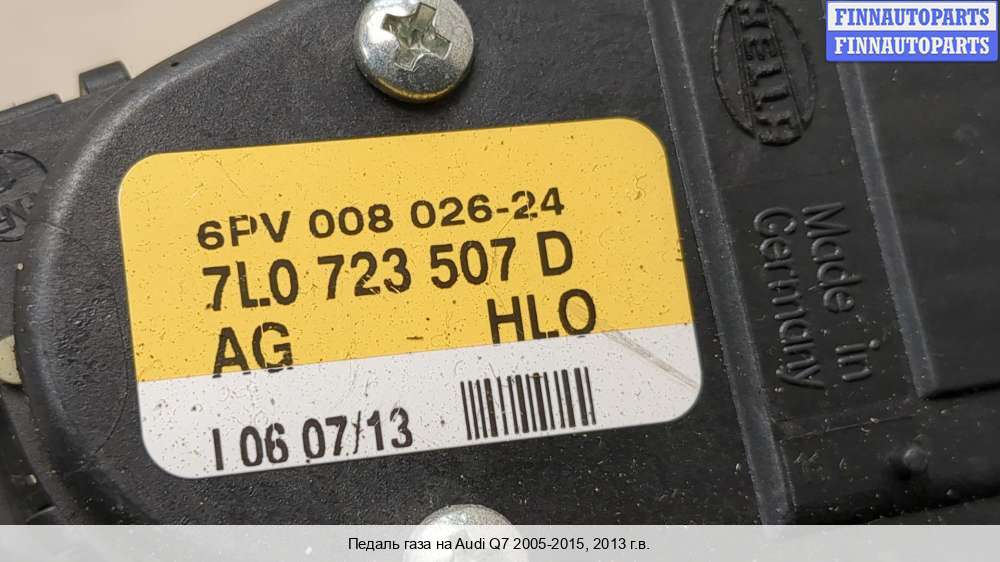 FINNAUTOPARTS
FINNAUTOPARTS
HELLA
6PV 008 026-24
7L0 723 507 D
AG HLO
I 06 07/13
Made in
Germany
Педаль газа на Audi Q7 2005-2015, 2013 г.в.